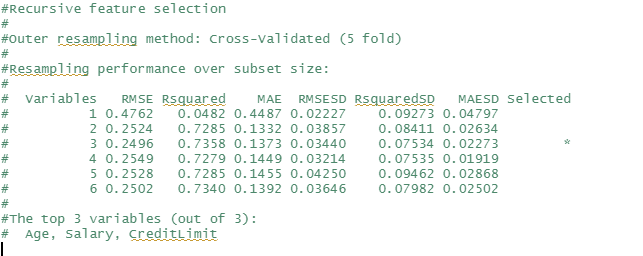 #Recursive feature selection
#
#Outer resampling method: Cross-Validated (5 fold)
#
#Resampling performance over subset size:
#
#  Variables   RMSE Rsquared    MAE  RMSESD RsquaredSD   MAESD Selected
#          1 0.4762   0.0482 0.4487 0.02227    0.09273 0.04797
#          2 0.2524   0.7285 0.1332 0.03857    0.08411 0.02634
#          3 0.2496   0.7358 0.1373 0.03440    0.07534 0.02273        *
#          4 0.2549   0.7279 0.1449 0.03214    0.07535 0.01919
#          5 0.2528   0.7285 0.1455 0.04250    0.09462 0.02868
#          6 0.2502   0.7340 0.1392 0.03646    0.07982 0.02502
#
#The top 3 variables (out of 3):
#  Age, Salary, CreditLimit